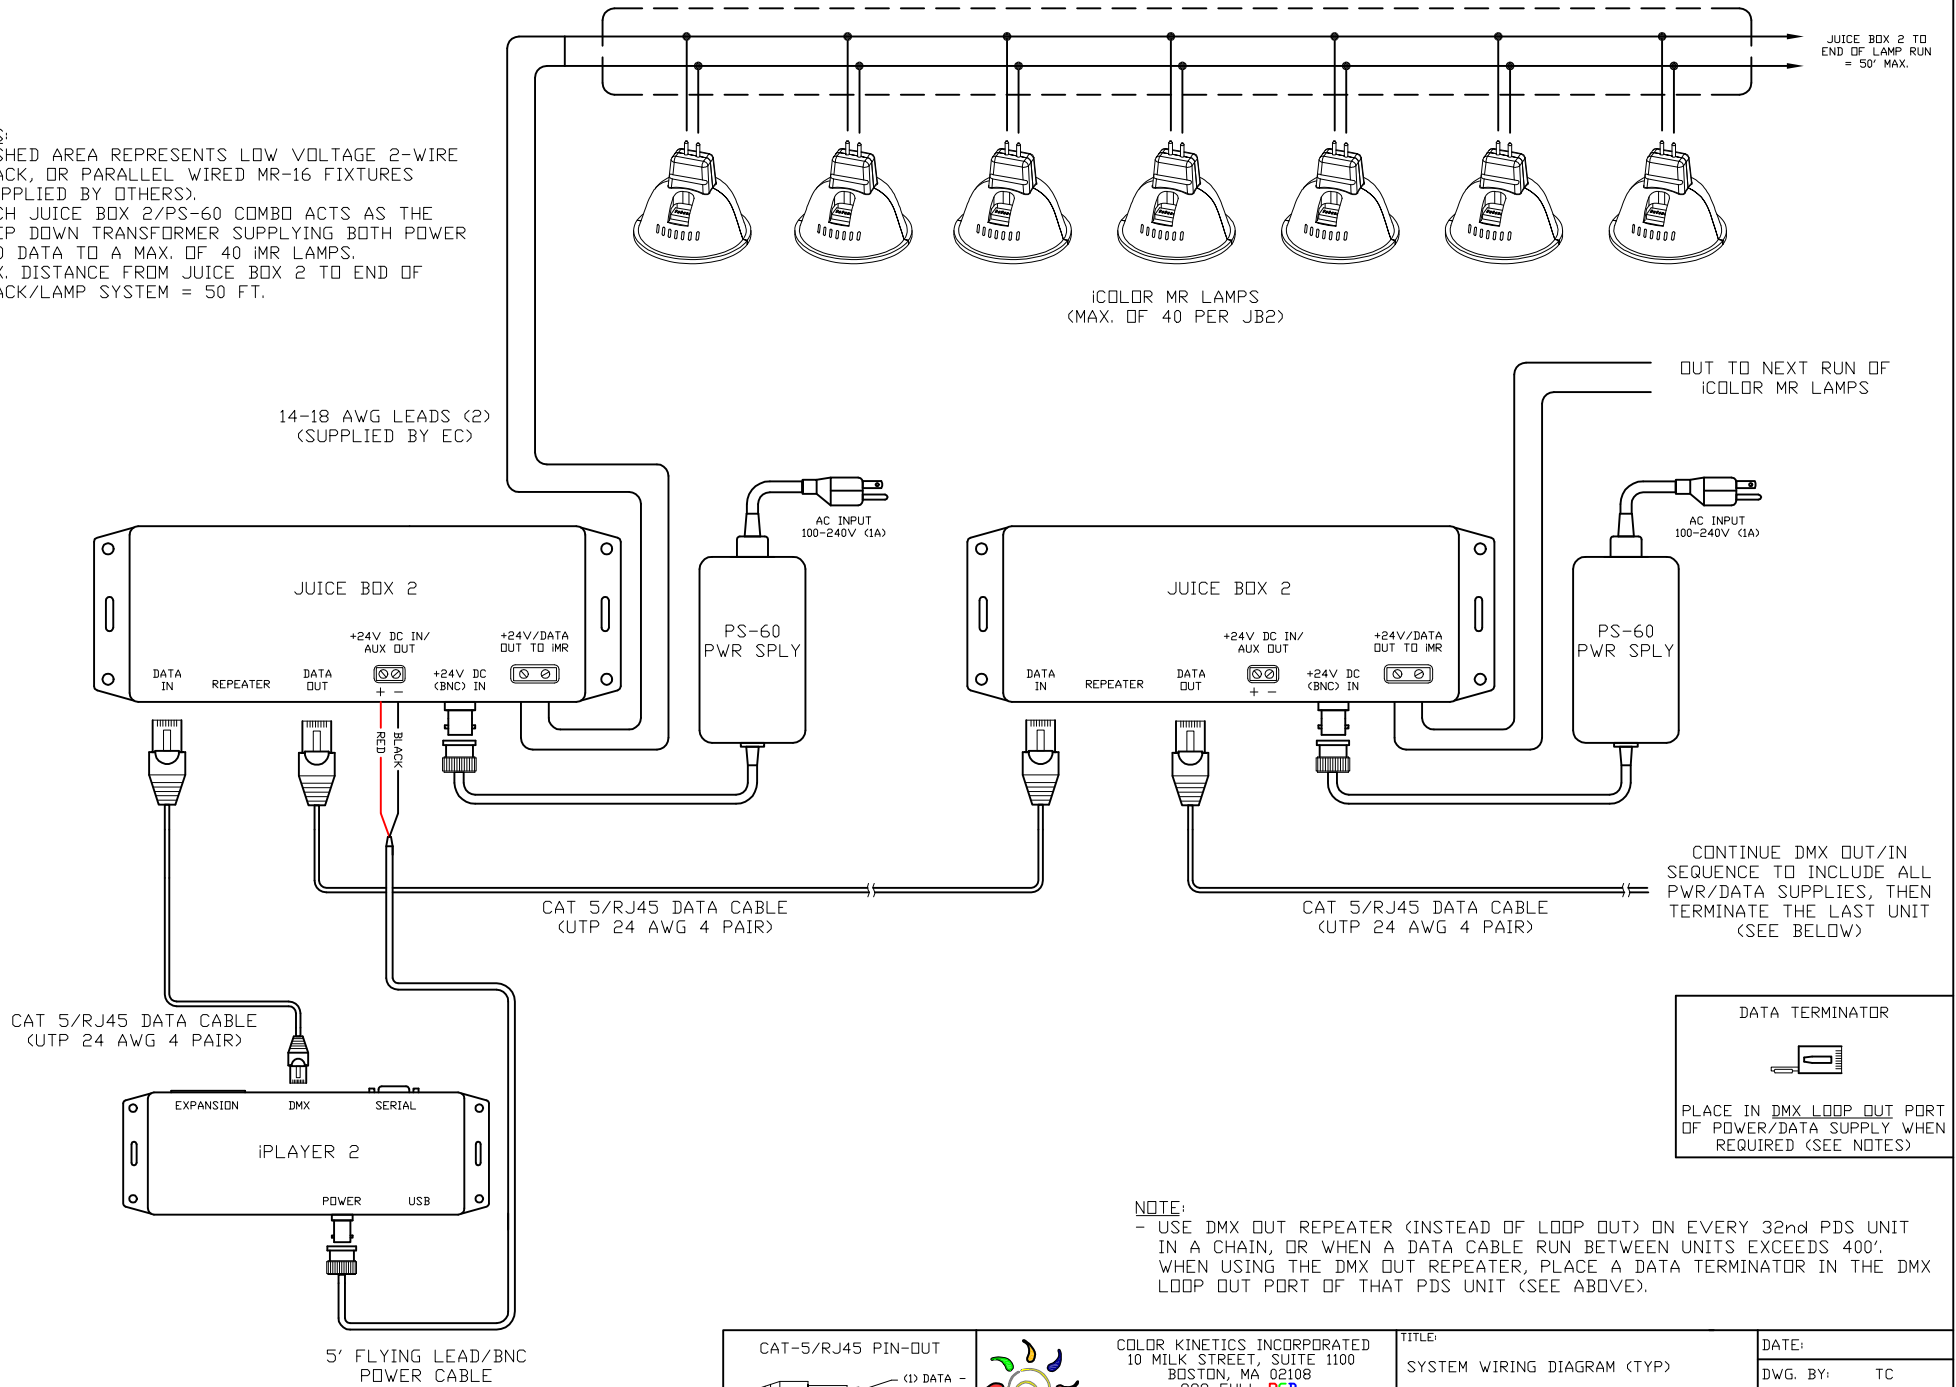 JUICE BOX 2 TO
END OF LAMP RUN
= 50' MAX.
S:
SHED AREA REPRESENTS LOW VOLTAGE 2-WIRE
ACK, OR PARALLEL WIRED MR-16 FIXTURES
PPLIED BY OTHERS).
CH JUICE BOX 2/PS-60 COMBO ACTS AS THE
EP DOWN TRANSFORMER SUPPLYING BOTH POWER
D DATA TO A MAX. OF 40 iMR LAMPS.
X. DISTANCE FROM JUICE BOX 2 TO END OF
ACK/LAMP SYSTEM = 50 FT.
iCOLOR MR LAMPS
(MAX. OF 40 PER JB2)
OUT TO NEXT RUN OF
iCOLOR MR LAMPS
14-18 AWG LEADS (2)
(SUPPLIED BY EC)
AC INPUT
100-240V (1A)
JUICE BOX 2
+24V DC IN/
AUX OUT
+24V/DATA
OUT TO iMR
DATA
IN
REPEATER
DATA
OUT
+ -
+24V DC
(BNC) IN
PS-60
PWR SPLY
RED
BLACK
AC INPUT
100-240V (1A)
JUICE BOX 2
+24V DC IN/
AUX OUT
+24V/DATA
OUT TO iMR
DATA
IN
REPEATER
DATA
OUT
+ -
+24V DC
(BNC) IN
PS-60
PWR SPLY
CAT 5/RJ45 DATA CABLE
(UTP 24 AWG 4 PAIR)
CAT 5/RJ45 DATA CABLE
(UTP 24 AWG 4 PAIR)
CONTINUE DMX OUT/IN
SEQUENCE TO INCLUDE ALL
PWR/DATA SUPPLIES, THEN
TERMINATE THE LAST UNIT
(SEE BELOW)
CAT 5/RJ45 DATA CABLE
(UTP 24 AWG 4 PAIR)
EXPANSION
DMX
SERIAL
iPLAYER 2
POWER
USB
5' FLYING LEAD/BNC
POWER CABLE
DATA TERMINATOR
PLACE IN DMX LOOP OUT PORT
OF POWER/DATA SUPPLY WHEN
REQUIRED (SEE NOTES)
NOTE:
- USE DMX OUT REPEATER (INSTEAD OF LOOP OUT) ON EVERY 32nd PDS UNIT
IN A CHAIN, OR WHEN A DATA CABLE RUN BETWEEN UNITS EXCEEDS 400'.
WHEN USING THE DMX OUT REPEATER, PLACE A DATA TERMINATOR IN THE DMX
LOOP OUT PORT OF THAT PDS UNIT (SEE ABOVE).
CAT-5/RJ45 PIN-OUT
(1) DATA -
COLOR KINETICS INCORPORATED
10 MILK STREET, SUITE 1100
BOSTON, MA 02108
TITLE:
SYSTEM WIRING DIAGRAM (TYP)
DATE:
DWG. BY: TC